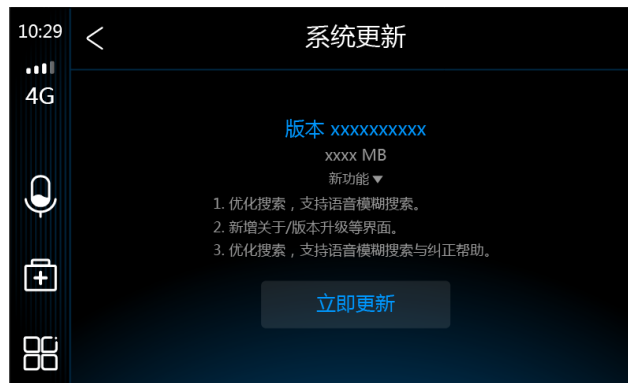 10:29
4G
系统更新
版本 xxxxxxxxxx
xxxx MB
新功能▼
1. 优化搜索，支持语音模糊搜索。
2. 新增关于/版本升级等界面。
3. 优化搜索，支持语音模糊搜索与纠正帮助。
立即更新